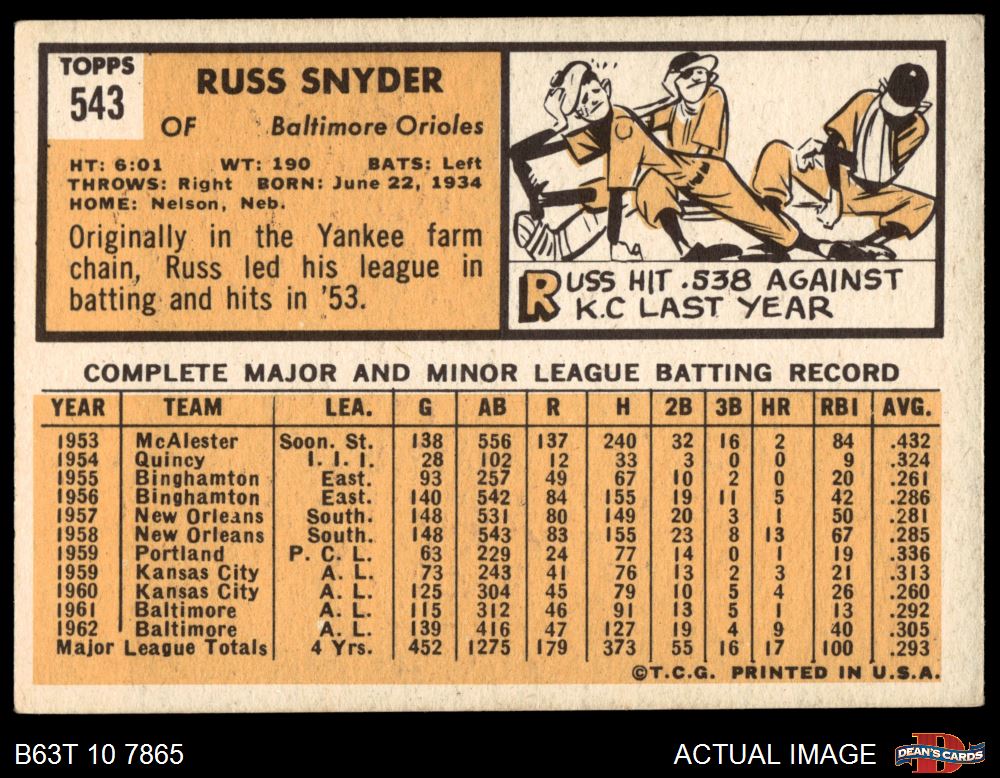 TOPPS
543
RUSS SNYDER
OF Baltimore Orioles
HT: 6:01 WT: 190 BATS: Left
THROWS: Right BORN: June 22, 1934
HOME: Nelson, Neb.
Originally in the Yankee farm
chain, Russ led his league in
batting and hits in '53.
C
RUSS HIT .538 AGAINST
K.C LAST YEAR
COMPLETE MAJOR AND MINOR LEAGUE BATTING RECORD
YEAR TEAM LEA. G AB R H 2B 3B HR RBI AVG.
1953 McAlester Soon. St. 138 556 137 240 32 16 2 84 .432
1954 Quincy I. I. I. 28 102 12 33 3 0 0 9 .324
1955 Binghamton East. 93 257 49 67 10 2 0 20 .261
1956 Binghamton East. 140 542 84 155 19 11 5 42 .286
1957 New Orleans South. 148 531 80 149 20 3 1 50 .281
1958 New Orleans South. 148 543 83 155 23 8 13 67 .285
1959 Portland P. C. L. 63 229 24 77 14 0 1 19 .336
1959 Kansas City A. L. 73 243 41 76 13 2 3 21 .313
1960 Kansas City A. L. 125 304 45 79 10 5 4 26 .260
1961 Baltimore A. L. 115 312 46 91 13 5 1 13 .292
1962 Baltimore A. L. 139 416 47 127 19 4 9 40 .305
Major League Totals 4 Yrs. 452 1275 179 373 55 16 17 100 .293
©T.C.G. PRINTED IN U.S.A.
B63T 10 7865 ACTUAL IMAGE DEAN'S CARDS